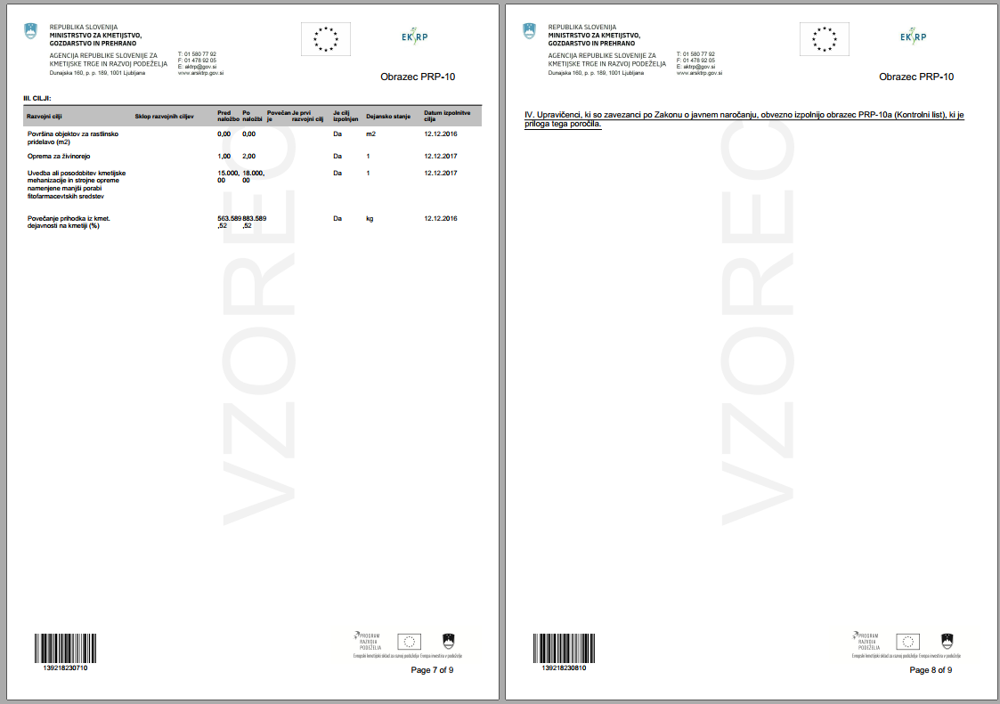 REPUBLIKA SLOVENIJA
MINISTRSTVO ZA KMETIJSTVO,
GOZDARSTVO IN PREHRANO
AGENCIJA REPUBLIKE SLOVENIJE ZA
KMETIJSKE TRGE IN RAZVOJ PODEŽELJA
Dunajska 160, p. p. 189, 1001 Ljubljana
T: 01 580 77 92
F: 01 478 92 05
E: aktrp@gov.si
www.arsktrp.gov.si
EKSRP
Obrazec PRP-10
III. CILJI:
Razvojni cilji Sklop razvojnih ciljev Pred naložbo Po naložbi Povečanje Je prvi razvojni cilj Je cilj izpolnjen Dejansko stanje Datum izpolnitve cilja
Površina objektov za rastlinsko 0,00 0,00 Da m2 12.12.2016
pridelavo (m2)
Oprema za živinorejo 1,00 2,00 Da 1 12.12.2017
Uvedba ali posodobitev kmetijske 15.000, 18.000, Da 1 12.12.2017
mehanizacije in strojne opreme 00 00
namenjene manjši porabi
fitofarmacevtskih sredstev
Povečanje prihodka iz kmet. 563.589 883.589 Da kg 12.12.2016
dejavnosti na kmetiji (%) ,52 ,52
VZOREC
139218230710
PROGRAM
RAZVOJA
PODEŽELJA
Evropski kmetijski sklad za razvoj podeželja: Evropa investira v podeželje
Page 7 of 9
REPUBLIKA SLOVENIJA
MINISTRSTVO ZA KMETIJSTVO,
GOZDARSTVO IN PREHRANO
AGENCIJA REPUBLIKE SLOVENIJE ZA
KMETIJSKE TRGE IN RAZVOJ PODEŽELJA
Dunajska 160, p. p. 189, 1001 Ljubljana
T: 01 580 77 92
F: 01 478 92 05
E: aktrp@gov.si
www.arsktrp.gov.si
EKSRP
Obrazec PRP-10
IV. Upravičenci, ki so zavezanci po Zakonu o javnem naročanju, obvezno izpolnijo obrazec PRP-10a (Kontrolni list), ki je
priloga tega poročila.
VZOREC
139218230810
PROGRAM
RAZVOJA
PODEŽELJA
Evropski kmetijski sklad za razvoj podeželja: Evropa investira v podeželje
Page 8 of 9